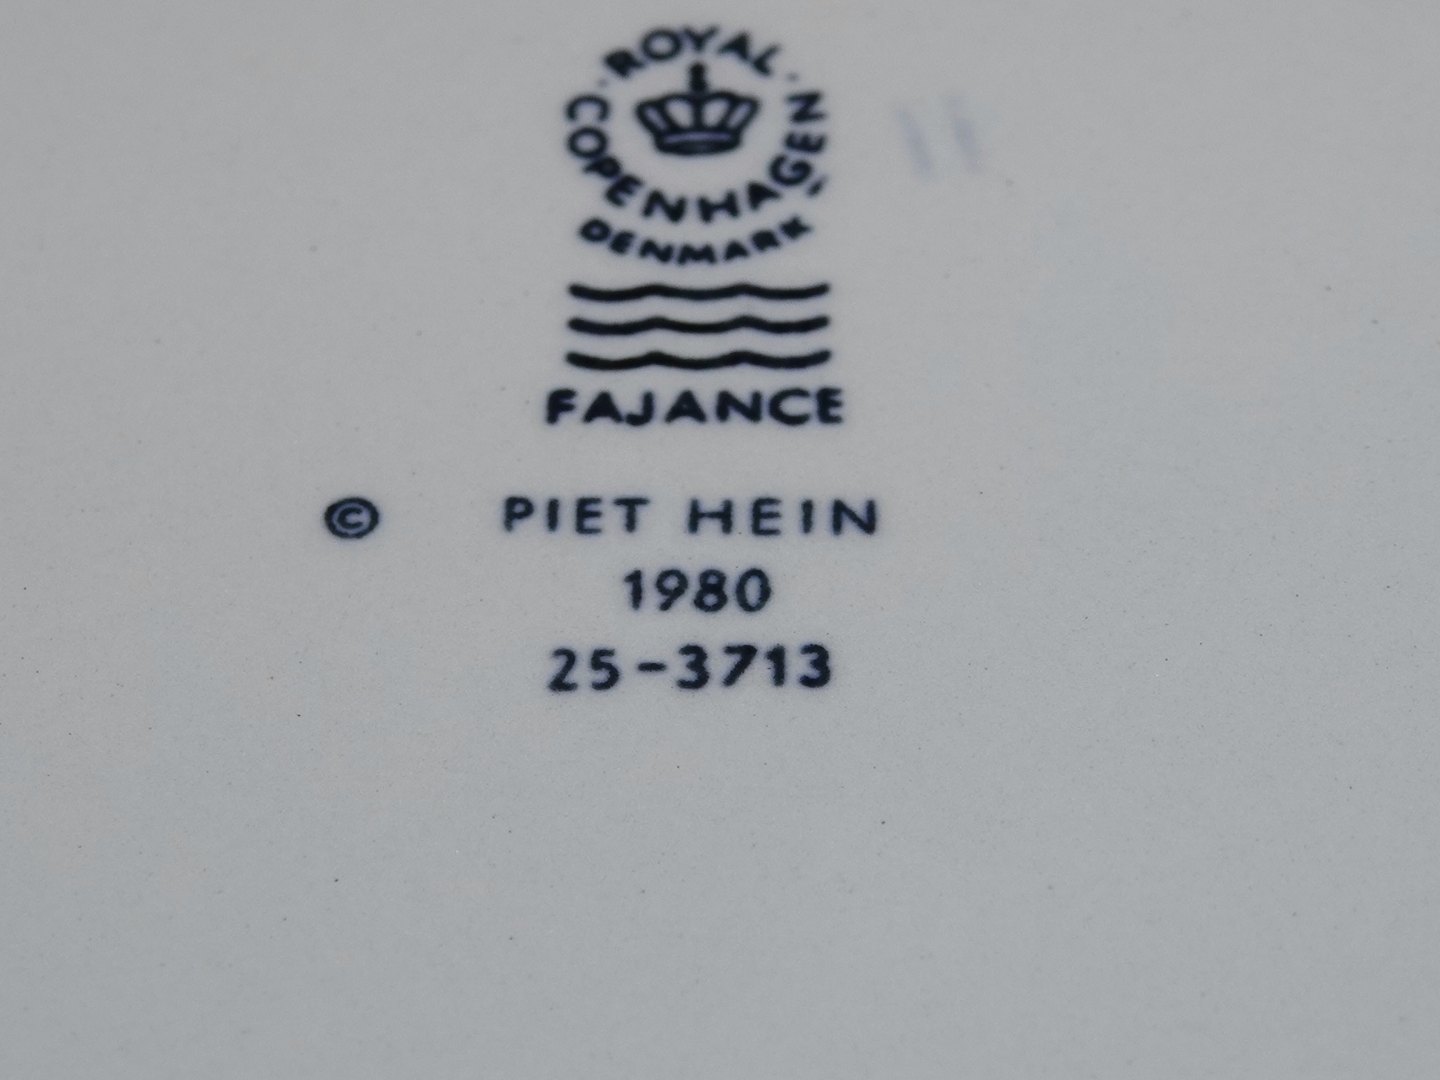 ROYAL
COPENHAGEN
DENMARK
FAJANCE
© PIET HEIN
1980
25-3713